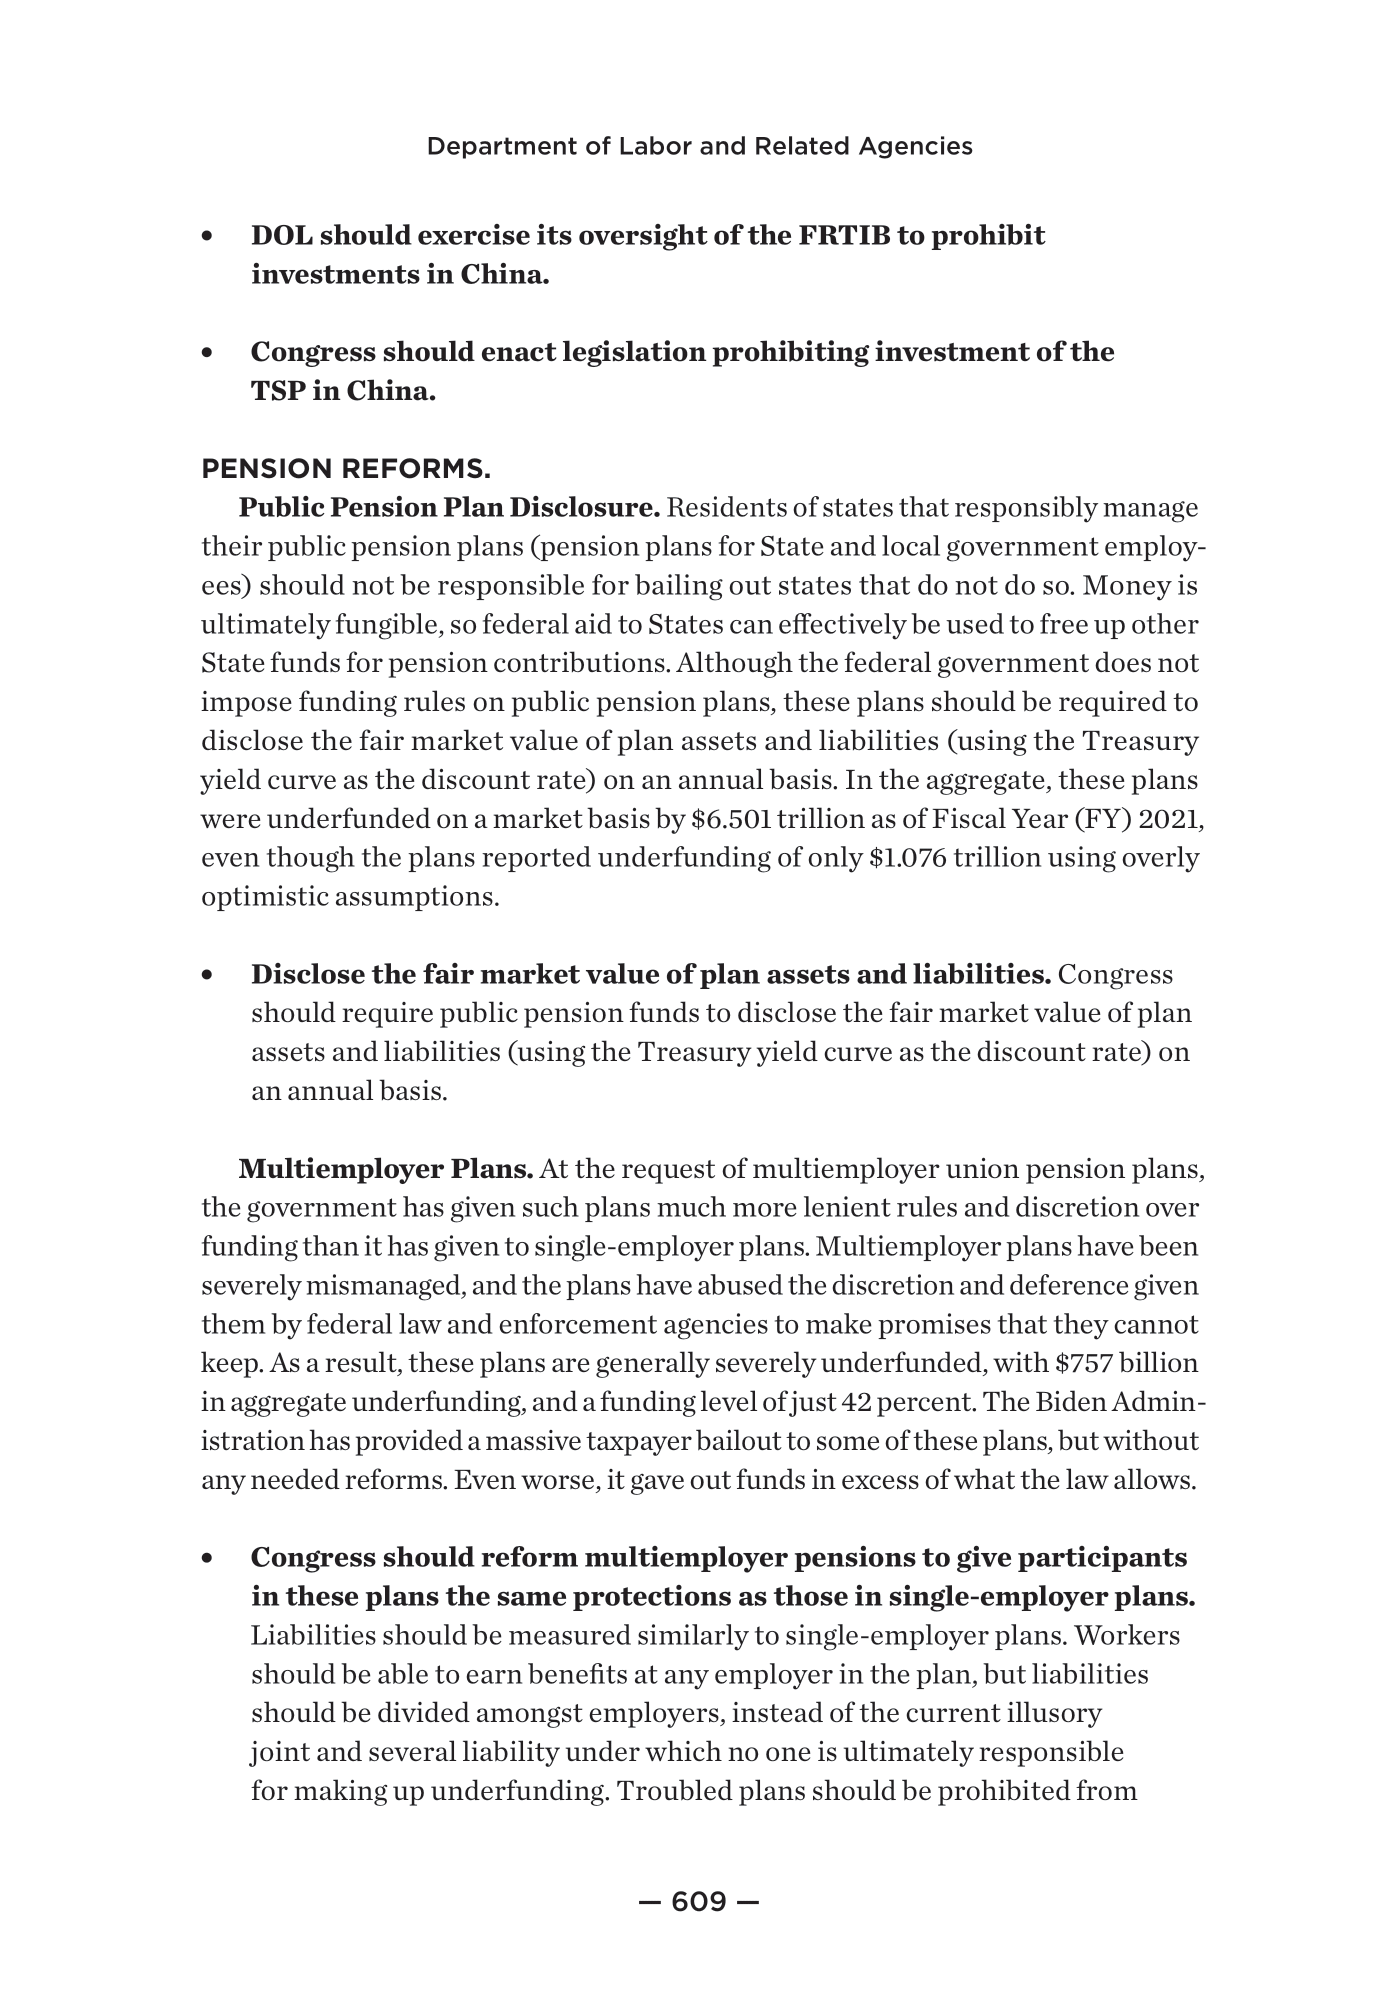 Department of Labor and Related Agencies
• DOL should exercise its oversight of the FRTIB to prohibit
investments in China.
• Congress should enact legislation prohibiting investment of the
TSP in China.
PENSION REFORMS.
Public Pension Plan Disclosure. Residents of states that responsibly manage
their public pension plans (pension plans for State and local government employ-
ees) should not be responsible for bailing out states that do not do so. Money is
ultimately fungible, so federal aid to States can effectively be used to free up other
State funds for pension contributions. Although the federal government does not
impose funding rules on public pension plans, these plans should be required to
disclose the fair market value of plan assets and liabilities (using the Treasury
yield curve as the discount rate) on an annual basis. In the aggregate, these plans
were underfunded on a market basis by $6.501 trillion as of Fiscal Year (FY) 2021,
even though the plans reported underfunding of only $1.076 trillion using overly
optimistic assumptions.
• Disclose the fair market value of plan assets and liabilities. Congress
should require public pension funds to disclose the fair market value of plan
assets and liabilities (using the Treasury yield curve as the discount rate) on
an annual basis.
Multiemployer Plans. At the request of multiemployer union pension plans,
the government has given such plans much more lenient rules and discretion over
funding than it has given to single-employer plans. Multiemployer plans have been
severely mismanaged, and the plans have abused the discretion and deference given
them by federal law and enforcement agencies to make promises that they cannot
keep. As a result, these plans are generally severely underfunded, with $757 billion
in aggregate underfunding, and a funding level of just 42 percent. The Biden Admin-
istration has provided a massive taxpayer bailout to some of these plans, but without
any needed reforms. Even worse, it gave out funds in excess of what the law allows.
• Congress should reform multiemployer pensions to give participants
in these plans the same protections as those in single-employer plans.
Liabilities should be measured similarly to single-employer plans. Workers
should be able to earn benefits at any employer in the plan, but liabilities
should be divided amongst employers, instead of the current illusory
joint and several liability under which no one is ultimately responsible
for making up underfunding. Troubled plans should be prohibited from
— 609 —